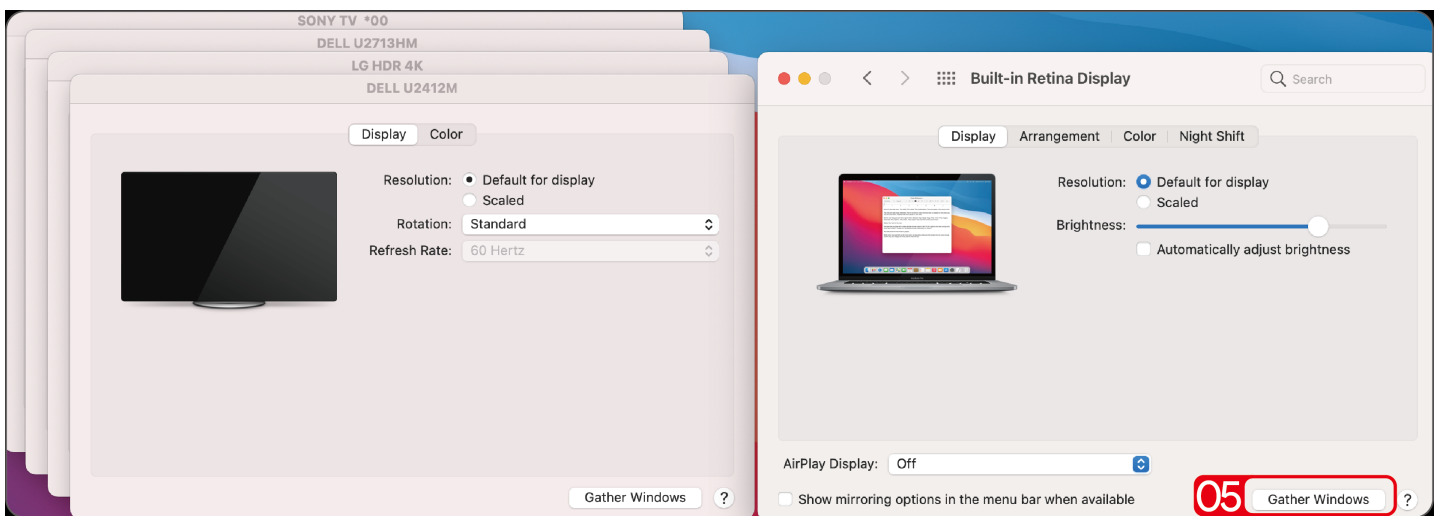 SONY TV *00
DELL U2713HM
LG HDR 4K
DELL U2412M
Display Color
Resolution: Default for display
Scaled
Rotation: Standard
Refresh Rate: 60 Hertz
Gather Windows ?
Built-in Retina Display
Search
Display Arrangement Color Night Shift
Resolution: Default for display
Scaled
Brightness:
Automatically adjust brightness
AirPlay Display: Off
Show mirroring options in the menu bar when available
05 Gather Windows ?